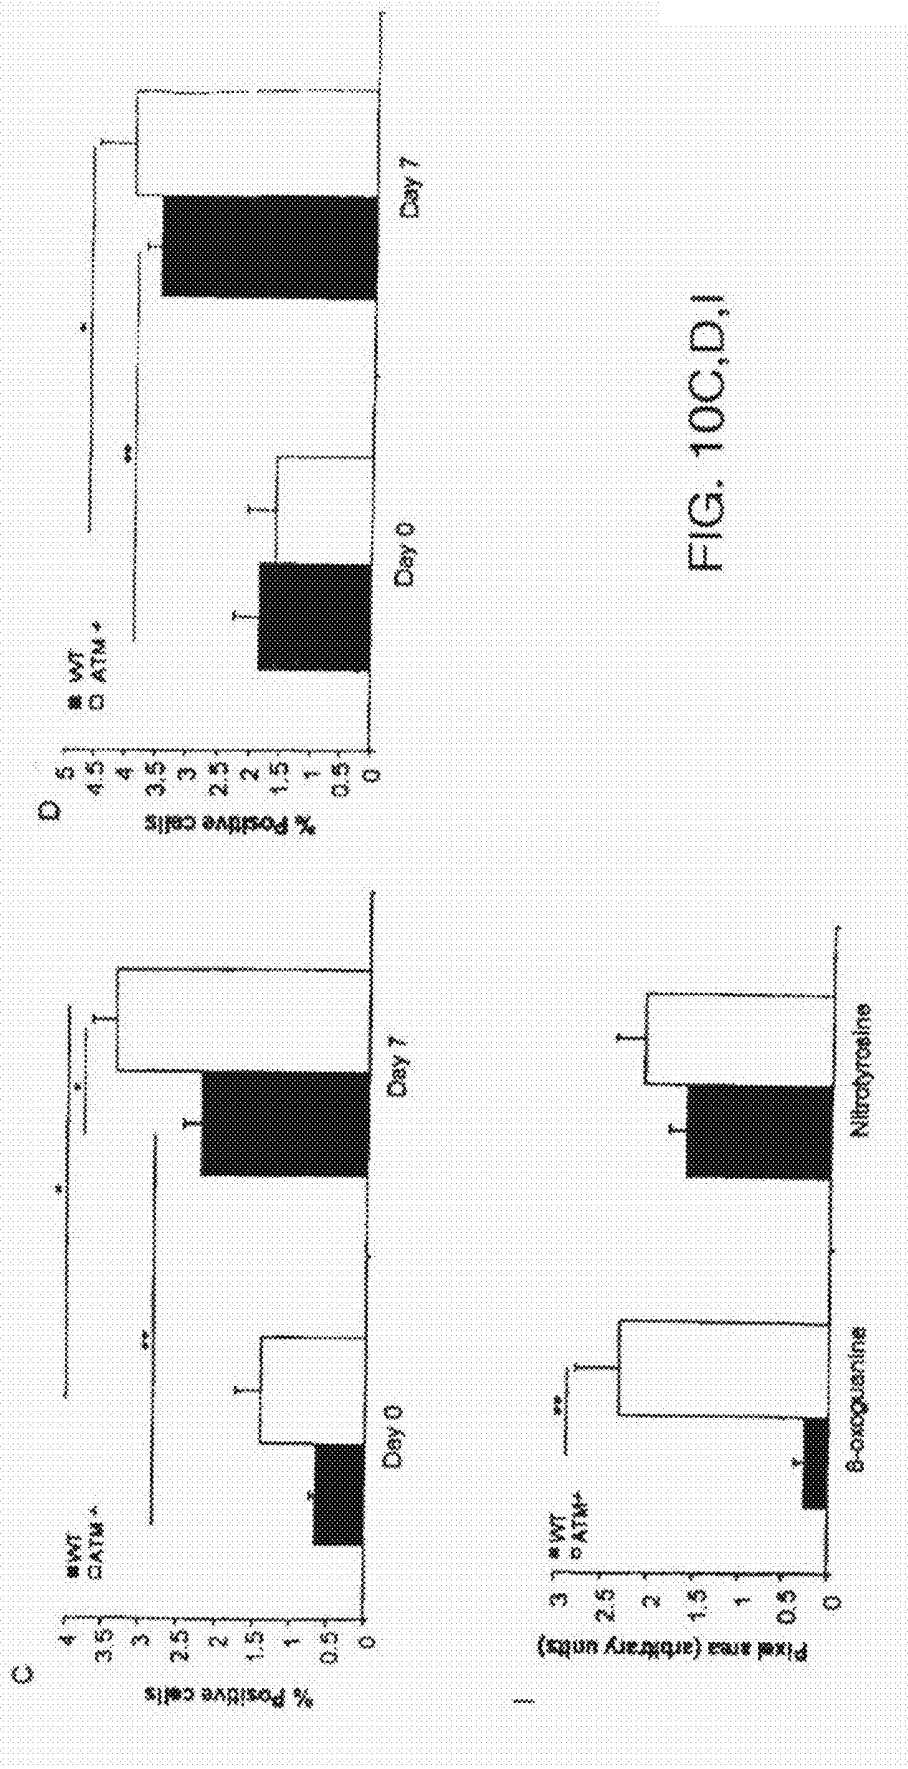 C
■WT
□ATM -/-
% Positive cells
4
3.5
3
2.5
2
1.5
1
0.5
0
*
*
**
Day 0
Day 7
D
■ WT
□ ATM
% Positive cells
5
4.5
4
3.5
3
2.5
2
1.5
1
0.5
0
*
**
Day 0
Day 7
I
■WT
□ATM
Pixel area (arbitrary units)
3
2.5
2
1.5
1
0.5
0
**
8-oxoguanine
Nitrotyrosine
FIG. 10C,D,I